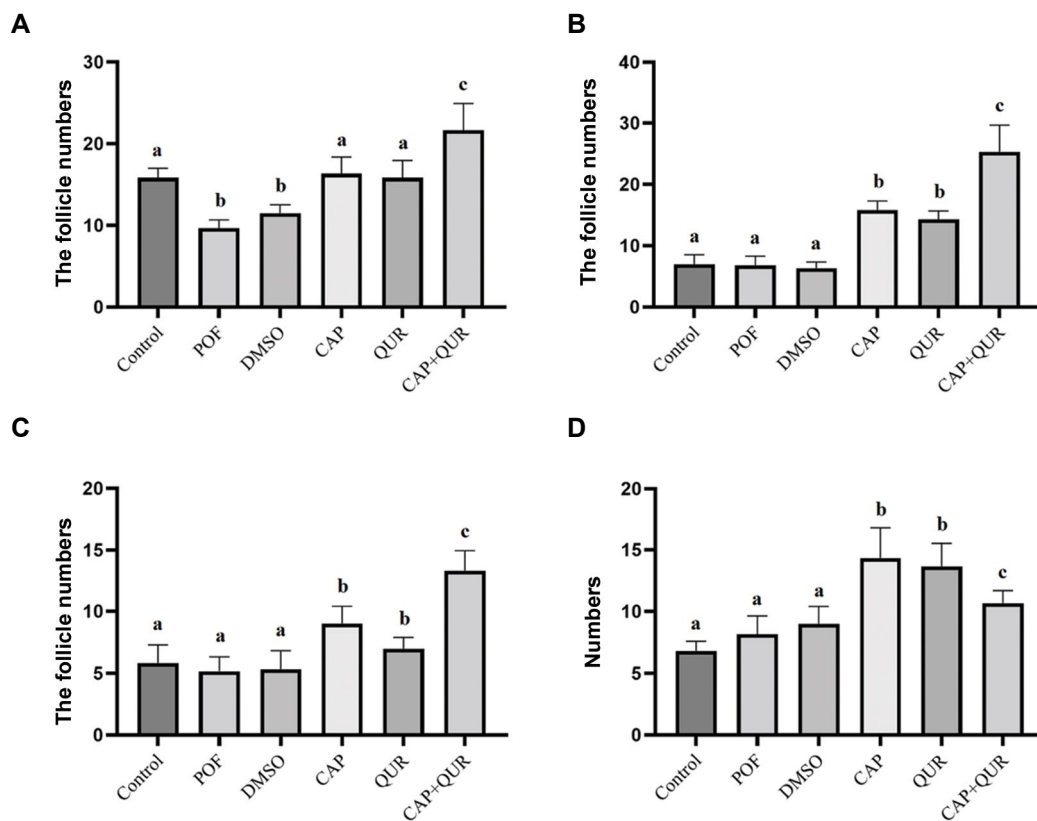 A
The follicle numbers
30
20
10
0
a
b
b
a
a
c
Control
POF
DMSO
CAP
QUR
CAP+QUR
B
The follicle numbers
40
30
20
10
0
a
a
a
b
b
c
Control
POF
DMSO
CAP
QUR
CAP+QUR
C
The follicle numbers
20
15
10
5
0
a
a
a
b
b
c
Control
POF
DMSO
CAP
QUR
CAP+QUR
D
Numbers
20
15
10
5
0
a
a
a
b
b
c
Control
POF
DMSO
CAP
QUR
CAP+QUR